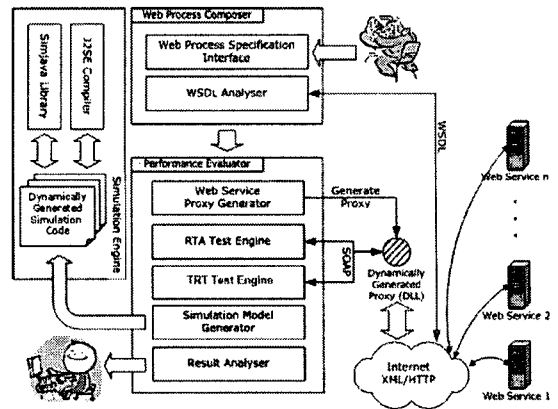 Web Process Composer
Web Process Specification
Interface
WSDL Analyser
Simjava Library
J2SE Compiler
Dynamically
Generated
Simulation
Code
Simulation Engine
Performance Evaluator
Web Service
Proxy Generator
RTA Test Engine
TRT Test Engine
Simulation Model
Generator
Result Analyser
Generate
Proxy
SOAP
Dynamically
Generated
Proxy (DLL)
WSDL
Internet
XML/HTTP
Web Service n
Web Service 2
Web Service 1